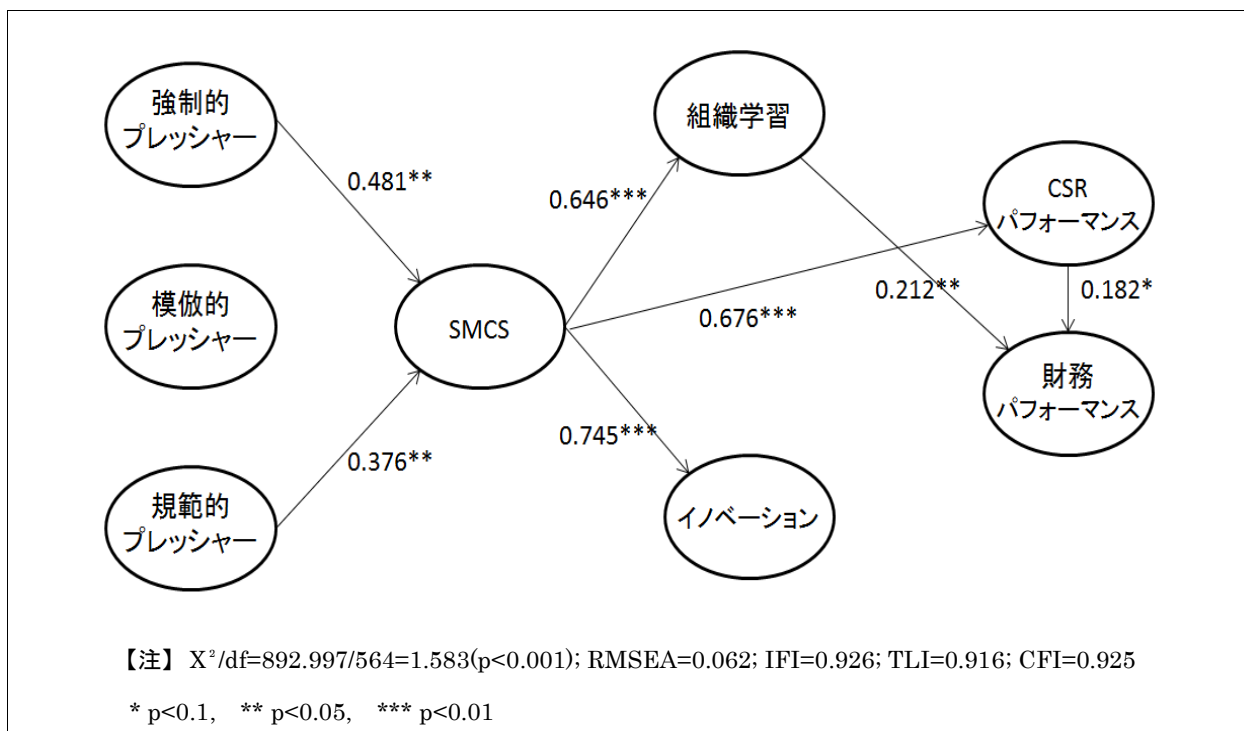 強制的
プレッシャー
組織学習
0.481**
0.646***
CSR
パフォーマンス
模倣的
プレッシャー
SMCS
0.212**
0.182*
0.676***
財務
パフォーマンス
0.745***
0.376**
規範的
プレッシャー
イノベーション
【注】 X²/df=892.997/564=1.583(p<0.001); RMSEA=0.062; IFI=0.926; TLI=0.916; CFI=0.925
* p<0.1, ** p<0.05, *** p<0.01